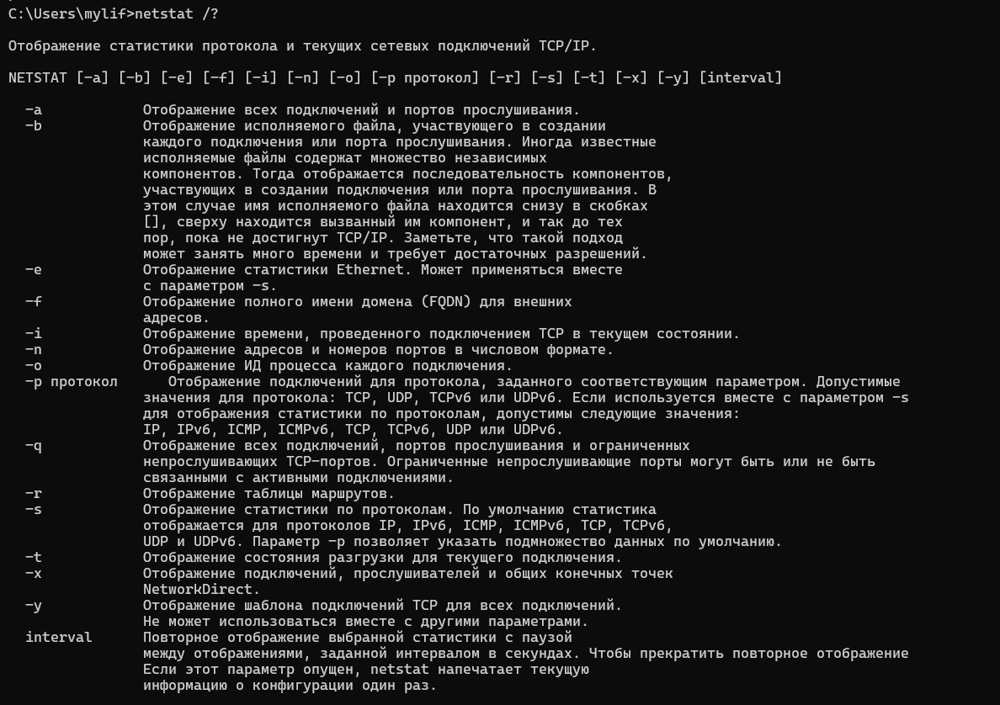 C:\Users\mylif>netstat /?
Отображение статистики протокола и текущих сетевых подключений TCP/IP.
NETSTAT [-a] [-b] [-e] [-f] [-i] [-n] [-o] [-p протокол] [-r] [-s] [-t] [-x] [-y] [interval]
-a Отображение всех подключений и портов прослушивания.
-b Отображение исполняемого файла, участвующего в создании
каждого подключения или порта прослушивания. Иногда известные
исполняемые файлы содержат множество независимых
компонентов. Тогда отображается последовательность компонентов,
участвующих в создании подключения или порта прослушивания. В
этом случае имя исполняемого файла находится снизу в скобках
[], сверху находится вызванный им компонент, и так до тех
пор, пока не достигнут TCP/IP. Заметьте, что такой подход
может занять много времени и требует достаточных разрешений.
-e Отображение статистики Ethernet. Может применяться вместе
с параметром -s.
-f Отображение полного имени домена (FQDN) для внешних
адресов.
-i Отображение времени, проведенного подключением TCP в текущем состоянии.
-n Отображение адресов и номеров портов в числовом формате.
-o Отображение ИД процесса каждого подключения.
-p протокол Отображение подключений для протокола, заданного соответствующим параметром. Допустимые
значения для протокола: TCP, UDP, TCPv6 или UDPv6. Если используется вместе с параметром -s
для отображения статистики по протоколам, допустимы следующие значения:
IP, IPv6, ICMP, ICMPv6, TCP, TCPv6, UDP или UDPv6.
-q Отображение всех подключений, портов прослушивания и ограниченных
непрослушивающих TCP-портов. Ограниченные непрослушивающие порты могут быть или не быть
связанными с активными подключениями.
-r Отображение таблицы маршрутов.
-s Отображение статистики по протоколам. По умолчанию статистика
отображается для протоколов IP, IPv6, ICMP, ICMPv6, TCP, TCPv6,
UDP и UDPv6. Параметр -p позволяет указать подмножество данных по умолчанию.
-t Отображение состояния разгрузки для текущего подключения.
-x Отображение подключений, прослушивателей и общих конечных точек
NetworkDirect.
-y Отображение шаблона подключений TCP для всех подключений.
Не может использоваться вместе с другими параметрами.
interval Повторное отображение выбранной статистики с паузой
между отображениями, заданной интервалом в секундах. Чтобы прекратить повторное отображение
Если этот параметр опущен, netstat напечатает текущую
информацию о конфигурации один раз.